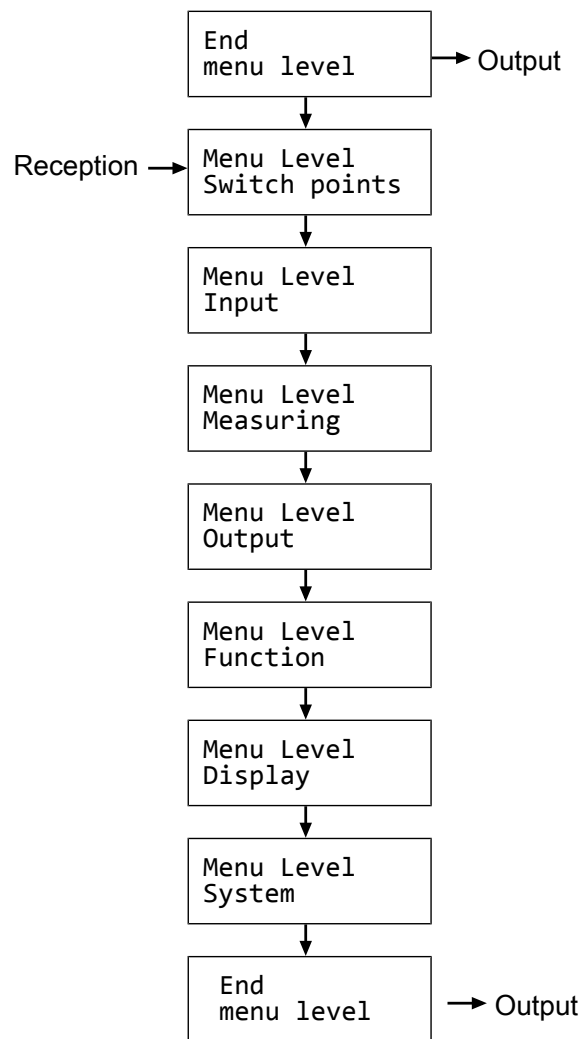 End
menu level
Output
Reception
Menu Level
Switch points
Menu Level
Input
Menu Level
Measuring
Menu Level
Output
Menu Level
Function
Menu Level
Display
Menu Level
System
End
menu level
Output